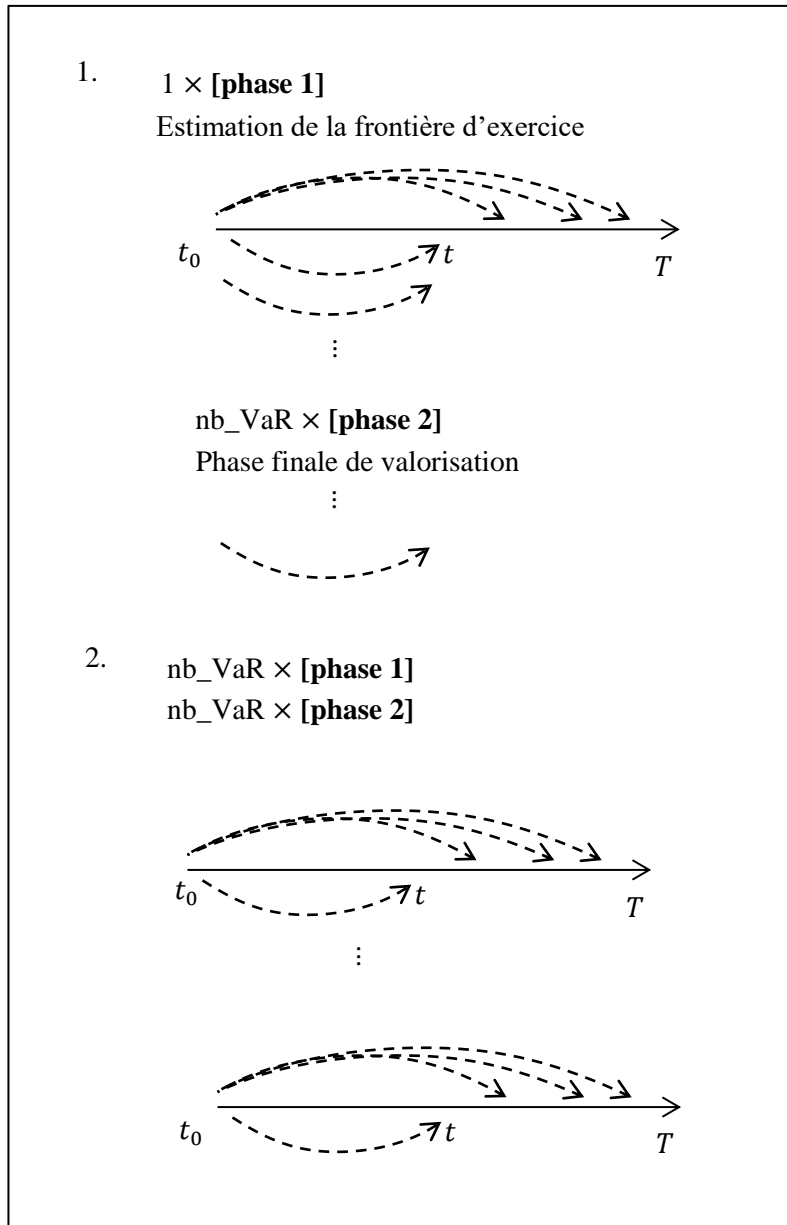 1. 1 × [phase 1]
Estimation de la frontière d'exercice
t₀ t T
⋮
nb_VaR × [phase 2]
Phase finale de valorisation
⋮
2. nb_VaR × [phase 1]
nb_VaR × [phase 2]
t₀ t T
⋮
t₀ t T